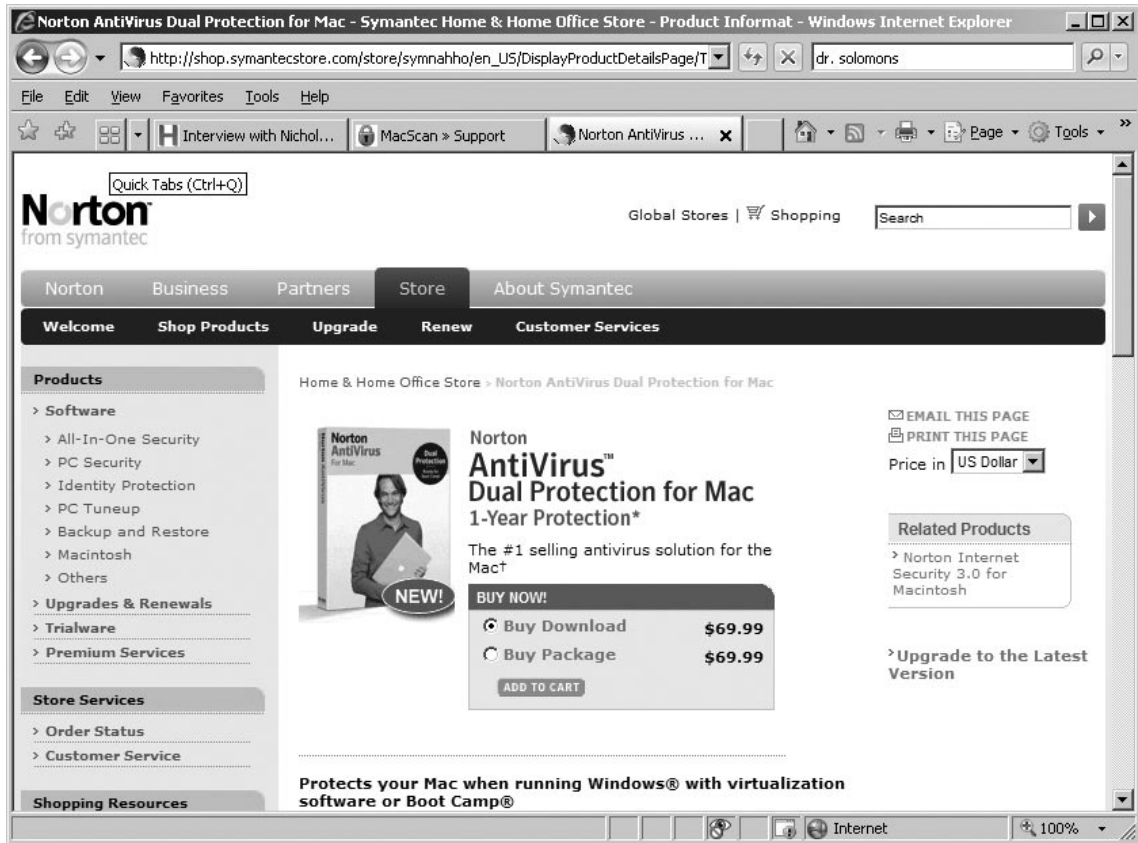 Norton AntiVirus Dual Protection for Mac - Symantec Home & Home Office Store - Product Informat - Windows Internet Explorer
http://shop.symantecstore.com/store/symnahho/en_US/DisplayProductDetailsPage/T
dr. solomons
File Edit View Favorites Tools Help
Interview with Nichol...
MacScan » Support
Norton AntiVirus ...
Page
Tools
»
Quick Tabs (Ctrl+Q)
Norton
from symantec
Global Stores | Shopping
Search
Norton Business Partners Store About Symantec
Welcome Shop Products Upgrade Renew Customer Services
Products
> Software
> All-In-One Security
> PC Security
> Identity Protection
> PC Tuneup
> Backup and Restore
> Macintosh
> Others
> Upgrades & Renewals
> Trialware
> Premium Services
Store Services
> Order Status
> Customer Service
Shopping Resources
Home & Home Office Store > Norton AntiVirus Dual Protection for Mac
Norton
AntiVirus
For Mac
Dual
Protection
NEW!
Norton
AntiVirus™
Dual Protection for Mac
1-Year Protection*
The #1 selling antivirus solution for the
Mac†
BUY NOW!
Buy Download $69.99
Buy Package $69.99
ADD TO CART
Protects your Mac when running Windows® with virtualization
software or Boot Camp®
EMAIL THIS PAGE
PRINT THIS PAGE
Price in US Dollar
Related Products
> Norton Internet
Security 3.0 for
Macintosh
> Upgrade to the Latest
Version
Internet
100%